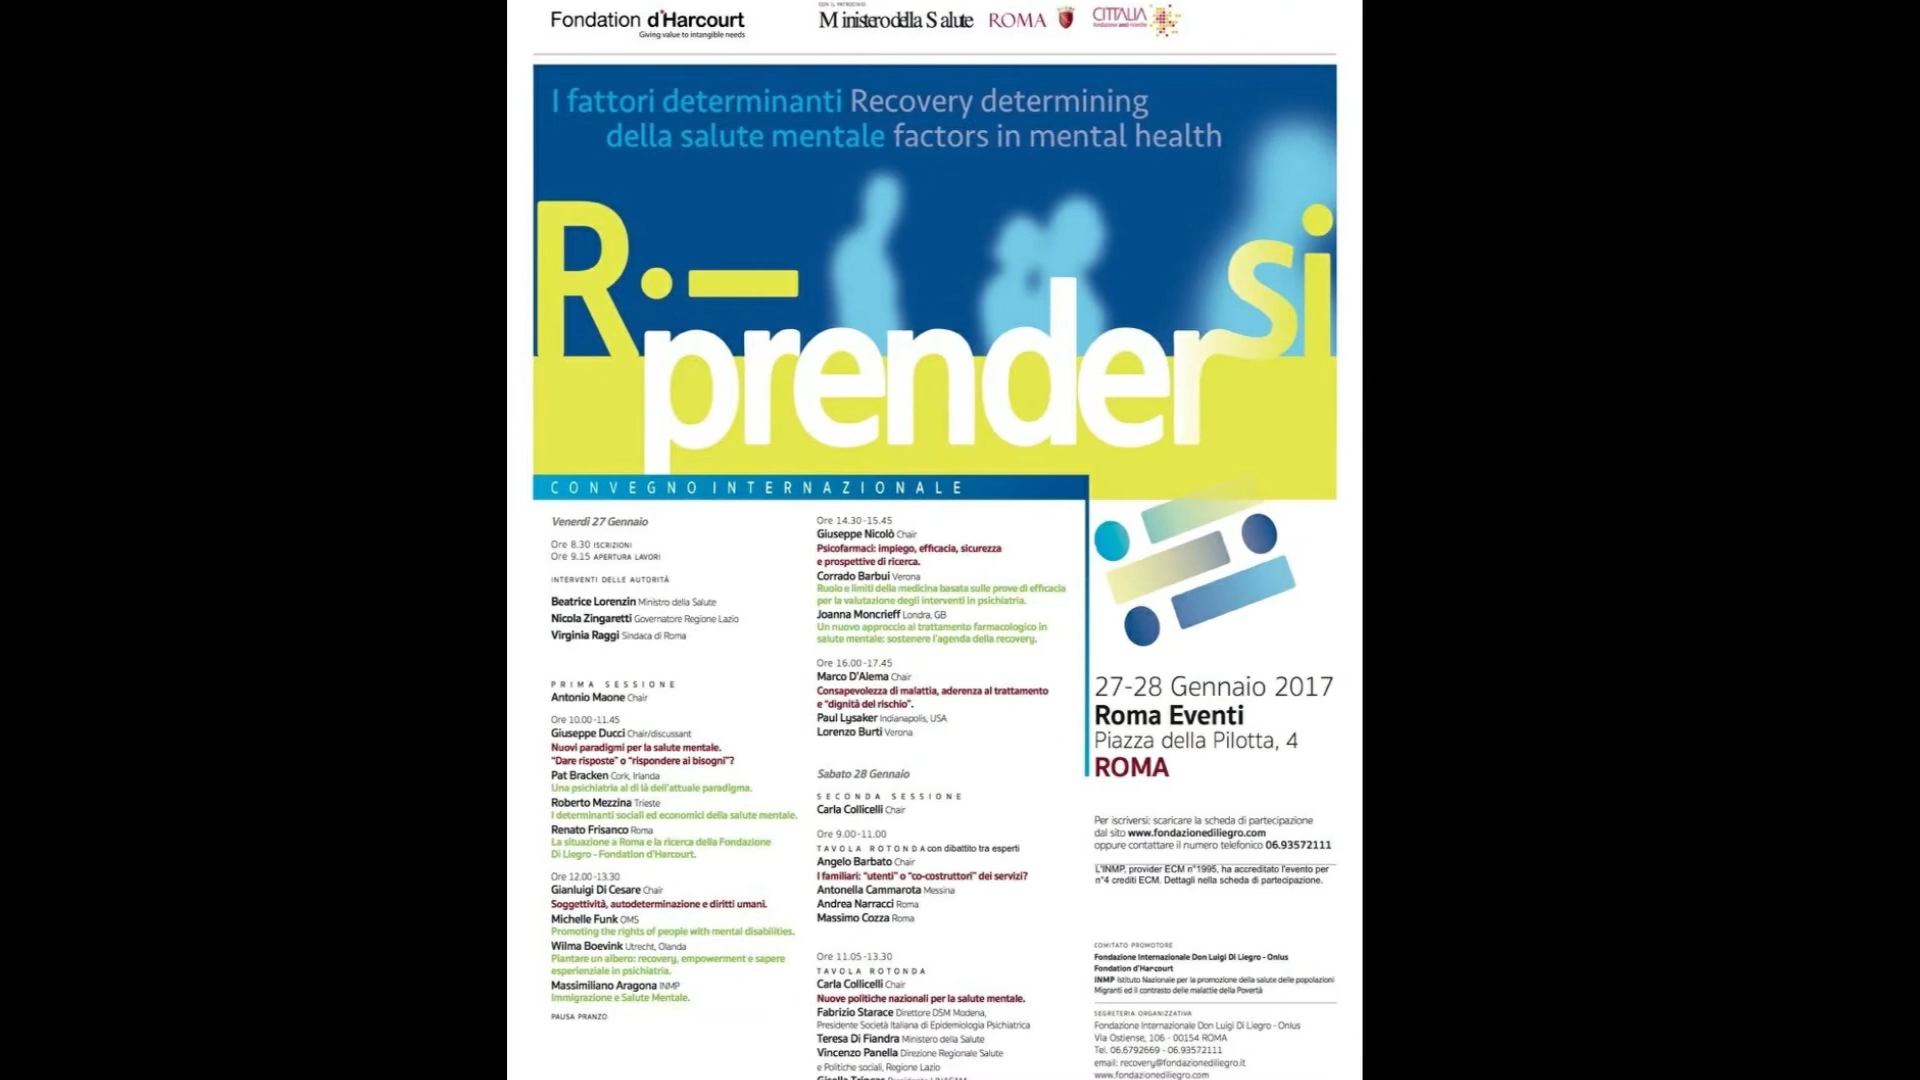 Fondation d'Harcourt
Giving value to intangible needs
CON IL PATROCINIO
Ministero della Salute
ROMA
CITTALIA
fondazione anci ricerche
I fattori determinanti Recovery determining
della salute mentale factors in mental health
R·–
prender
si
CONVEGNO INTERNAZIONALE
Venerdì 27 Gennaio
Ore 8.30 ISCRIZIONI
Ore 9.15 APERTURA LAVORI
INTERVENTI DELLE AUTORITÀ
Beatrice Lorenzin Ministro della Salute
Nicola Zingaretti Governatore Regione Lazio
Virginia Raggi Sindaca di Roma
PRIMA SESSIONE
Antonio Maone Chair
Ore 10.00-11.45
Giuseppe Ducci Chair/discussant
Nuovi paradigmi per la salute mentale.
"Dare risposte" o "rispondere ai bisogni"?
Pat Bracken Cork, Irlanda
Una psichiatria al di là dell'attuale paradigma.
Roberto Mezzina Trieste
I determinanti sociali ed economici della salute mentale.
Renato Frisanco Roma
La situazione a Roma e la ricerca della Fondazione
Di Liegro - Fondation d'Harcourt.
Ore 12.00-13.30
Gianluigi Di Cesare Chair
Soggettività, autodeterminazione e diritti umani.
Michelle Funk OMS
Promoting the rights of people with mental disabilities.
Wilma Boevink Utrecht, Olanda
Piantare un albero: recovery, empowerment e sapere
esperienziale in psichiatria.
Massimiliano Aragona INMP
Immigrazione e Salute Mentale.
PAUSA PRANZO
Ore 14.30-15.45
Giuseppe Nicolò Chair
Psicofarmaci: impiego, efficacia, sicurezza
e prospettive di ricerca.
Corrado Barbui Verona
Ruolo e limiti della medicina basata sulle prove di efficacia
per la valutazione degli interventi in psichiatria.
Joanna Moncrieff Londra, GB
Un nuovo approccio al trattamento farmacologico in
salute mentale: sostenere l'agenda della recovery.
Ore 16.00-17.45
Marco D'Alema Chair
Consapevolezza di malattia, aderenza al trattamento
e "dignità del rischio".
Paul Lysaker Indianapolis, USA
Lorenzo Burti Verona
Sabato 28 Gennaio
SECONDA SESSIONE
Carla Collicelli Chair
Ore 9.00-11.00
TAVOLA ROTONDA con dibattito tra esperti
Angelo Barbato Chair
I familiari: "utenti" o "co-costruttori" dei servizi?
Antonella Cammarota Messina
Andrea Narracci Roma
Massimo Cozza Roma
Ore 11.05-13.30
TAVOLA ROTONDA
Carla Collicelli Chair
Nuove politiche nazionali per la salute mentale.
Fabrizio Starace Direttore DSM Modena,
Presidente Società Italiana di Epidemiologia Psichiatrica
Teresa Di Fiandra Ministero della Salute
Vincenzo Panella Direzione Regionale Salute
e Politiche sociali, Regione Lazio
27-28 Gennaio 2017
Roma Eventi
Piazza della Pilotta, 4
ROMA
Per iscriversi: scaricare la scheda di partecipazione
dal sito www.fondazionediliegro.com
oppure contattare il numero telefonico 06.93572111
L'INMP, provider ECM n°1995, ha accreditato l'evento per
n°4 crediti ECM. Dettagli nella scheda di partecipazione.
COMITATO PROMOTORE
Fondazione Internazionale Don Luigi Di Liegro - Onlus
Fondation d'Harcourt
INMP Istituto Nazionale per la promozione della salute delle popolazioni
Migranti ed il contrasto delle malattie della Povertà
SEGRETERIA ORGANIZZATIVA
Fondazione Internazionale Don Luigi Di Liegro - Onlus
Via Ostiense, 106 - 00154 ROMA
Tel. 06.6792669 - 06.93572111
email: recovery@fondazionediliegro.it
www.fondazionediliegro.com